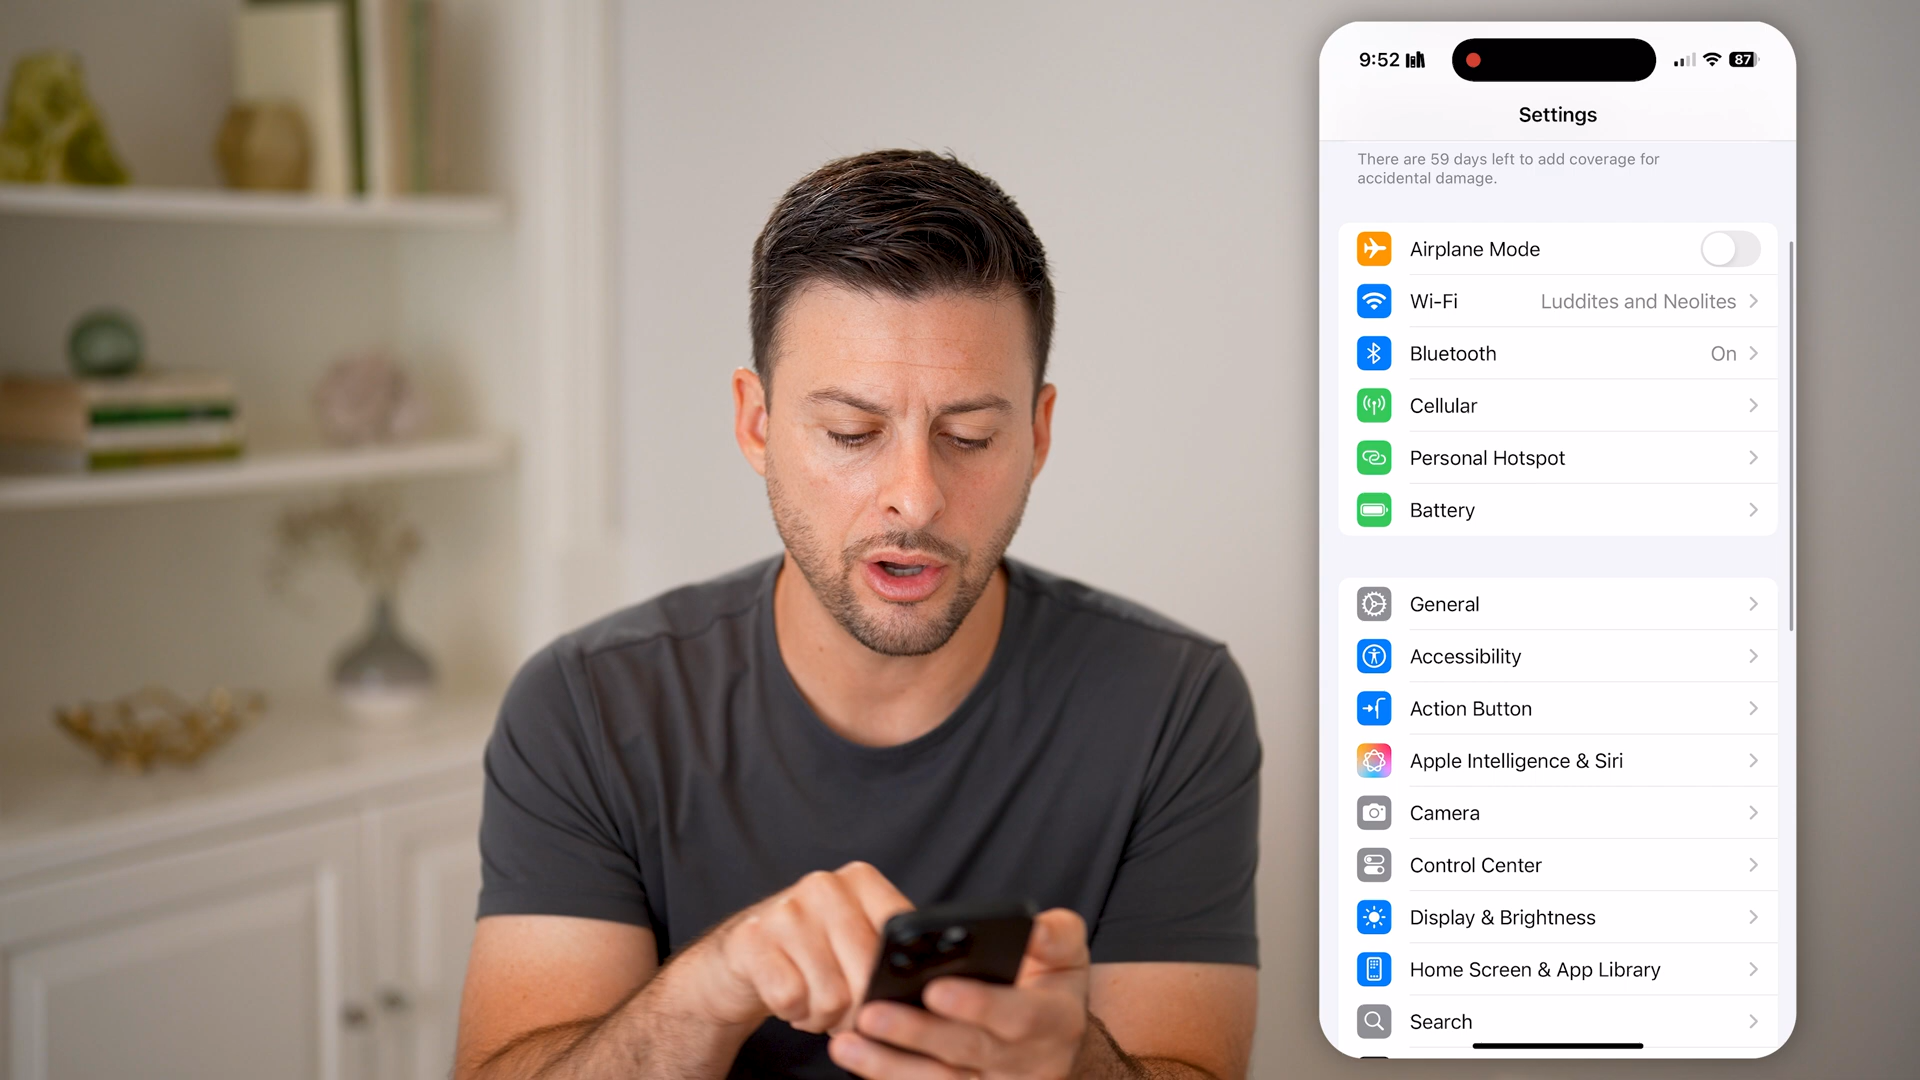 9:52
87
Settings
There are 59 days left to add coverage for
accidental damage.
Airplane Mode
Wi-Fi Luddites and Neolites
Bluetooth On
Cellular
Personal Hotspot
Battery
General
Accessibility
Action Button
Apple Intelligence & Siri
Camera
Control Center
Display & Brightness
Home Screen & App Library
Search